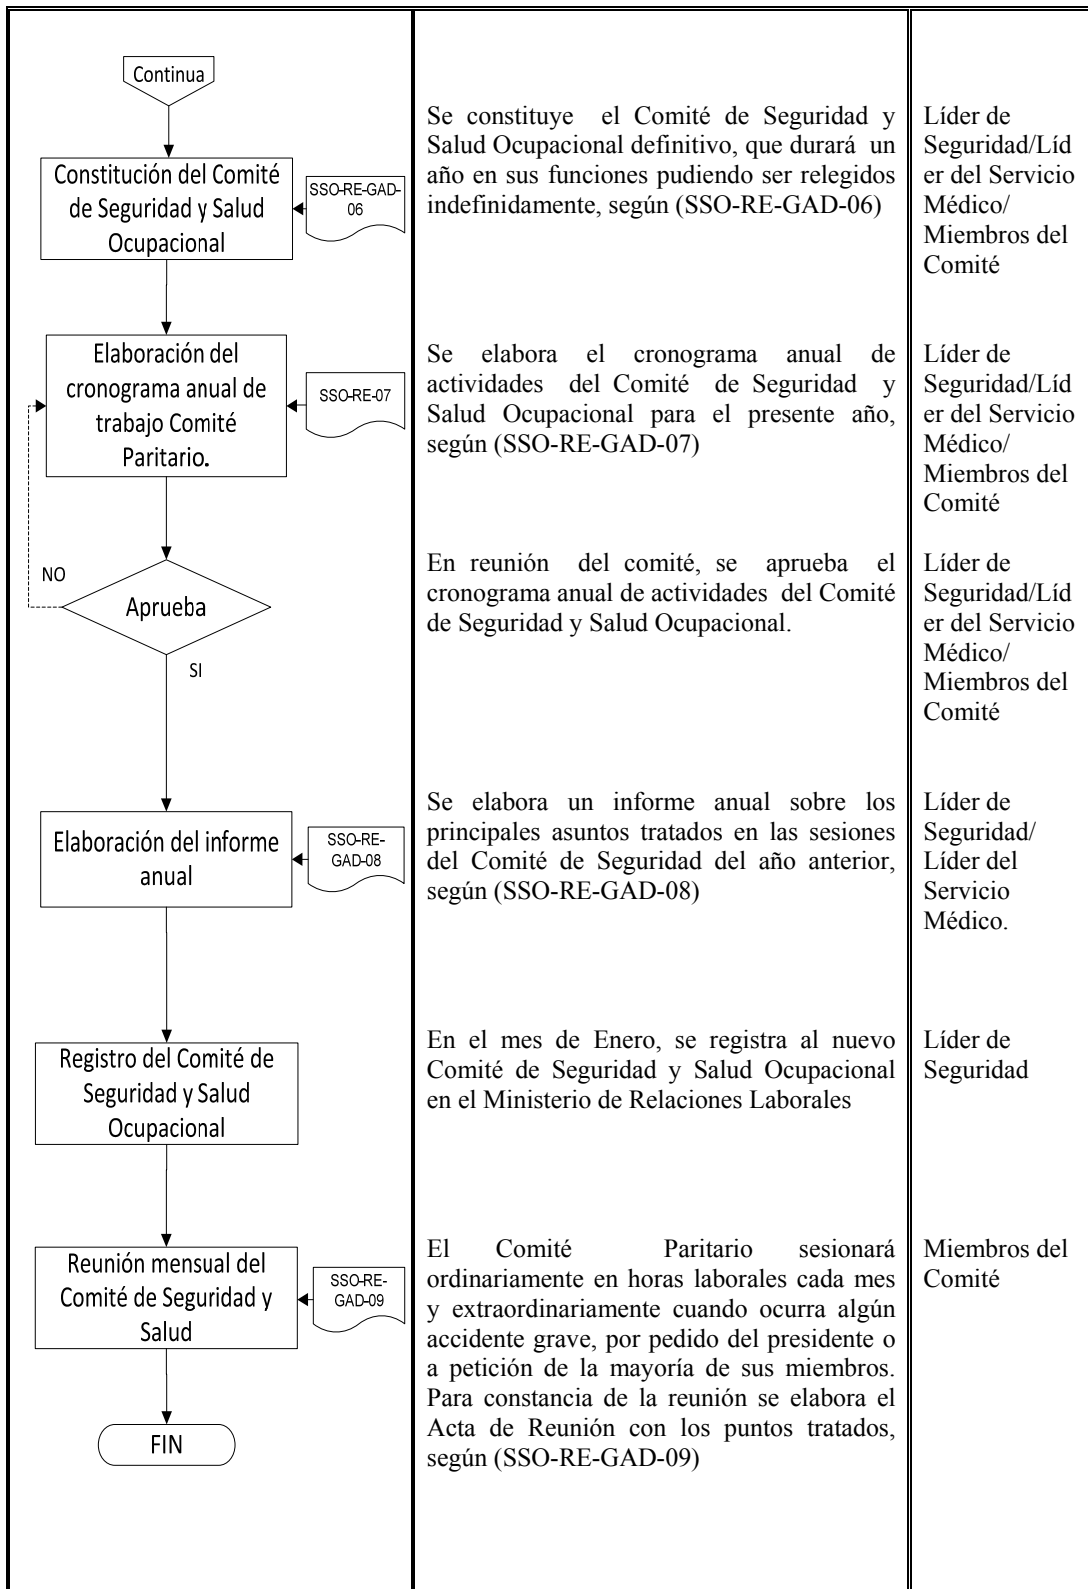 Continua
Constitución del Comité
de Seguridad y Salud
Ocupacional
SSO-RE-GAD-
06
Se constituye el Comité de Seguridad y
Salud Ocupacional definitivo, que durará un
año en sus funciones pudiendo ser relegidos
indefinidamente, según (SSO-RE-GAD-06)
Líder de
Seguridad/Líd
er del Servicio
Médico/
Miembros del
Comité
Elaboración del
cronograma anual de
trabajo Comité
Paritario.
SSO-RE-07
Se elabora el cronograma anual de
actividades del Comité de Seguridad y
Salud Ocupacional para el presente año,
según (SSO-RE-GAD-07)
Líder de
Seguridad/Líd
er del Servicio
Médico/
Miembros del
Comité
NO
Aprueba
SI
En reunión del comité, se aprueba el
cronograma anual de actividades del Comité
de Seguridad y Salud Ocupacional.
Líder de
Seguridad/Líd
er del Servicio
Médico/
Miembros del
Comité
Elaboración del informe
anual
SSO-RE-
GAD-08
Se elabora un informe anual sobre los
principales asuntos tratados en las sesiones
del Comité de Seguridad del año anterior,
según (SSO-RE-GAD-08)
Líder de
Seguridad/
Líder del
Servicio
Médico.
Registro del Comité de
Seguridad y Salud
Ocupacional
En el mes de Enero, se registra al nuevo
Comité de Seguridad y Salud Ocupacional
en el Ministerio de Relaciones Laborales
Líder de
Seguridad
Reunión mensual del
Comité de Seguridad y
Salud
SSO-RE-
GAD-09
El Comité Paritario sesionará
ordinariamente en horas laborales cada mes
y extraordinariamente cuando ocurra algún
accidente grave, por pedido del presidente o
a petición de la mayoría de sus miembros.
Para constancia de la reunión se elabora el
Acta de Reunión con los puntos tratados,
según (SSO-RE-GAD-09)
Miembros del
Comité
FIN